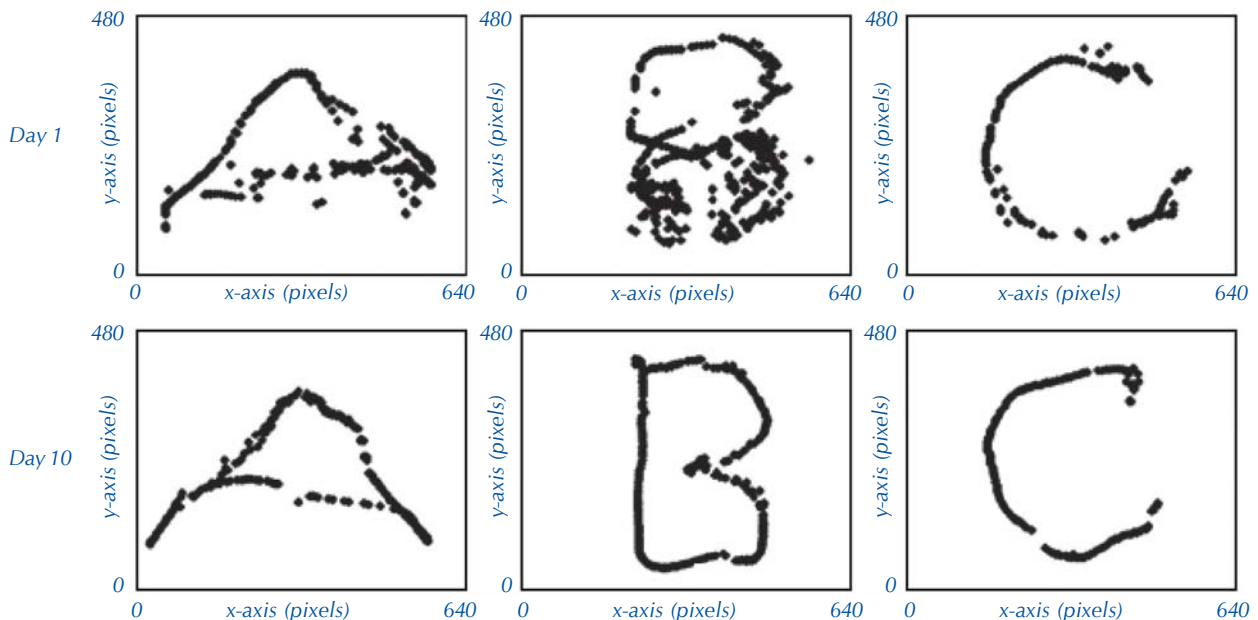 480 480 480
Day 1
y-axis (pixels) y-axis (pixels) y-axis (pixels)
A B C
0 0 0
0 x-axis (pixels) 640 0 x-axis (pixels) 640 0 x-axis (pixels) 640
480 480 480
Day 10
y-axis (pixels) y-axis (pixels) y-axis (pixels)
A B C
0 0 0
0 x-axis (pixels) 640 0 x-axis (pixels) 640 0 x-axis (pixels) 640